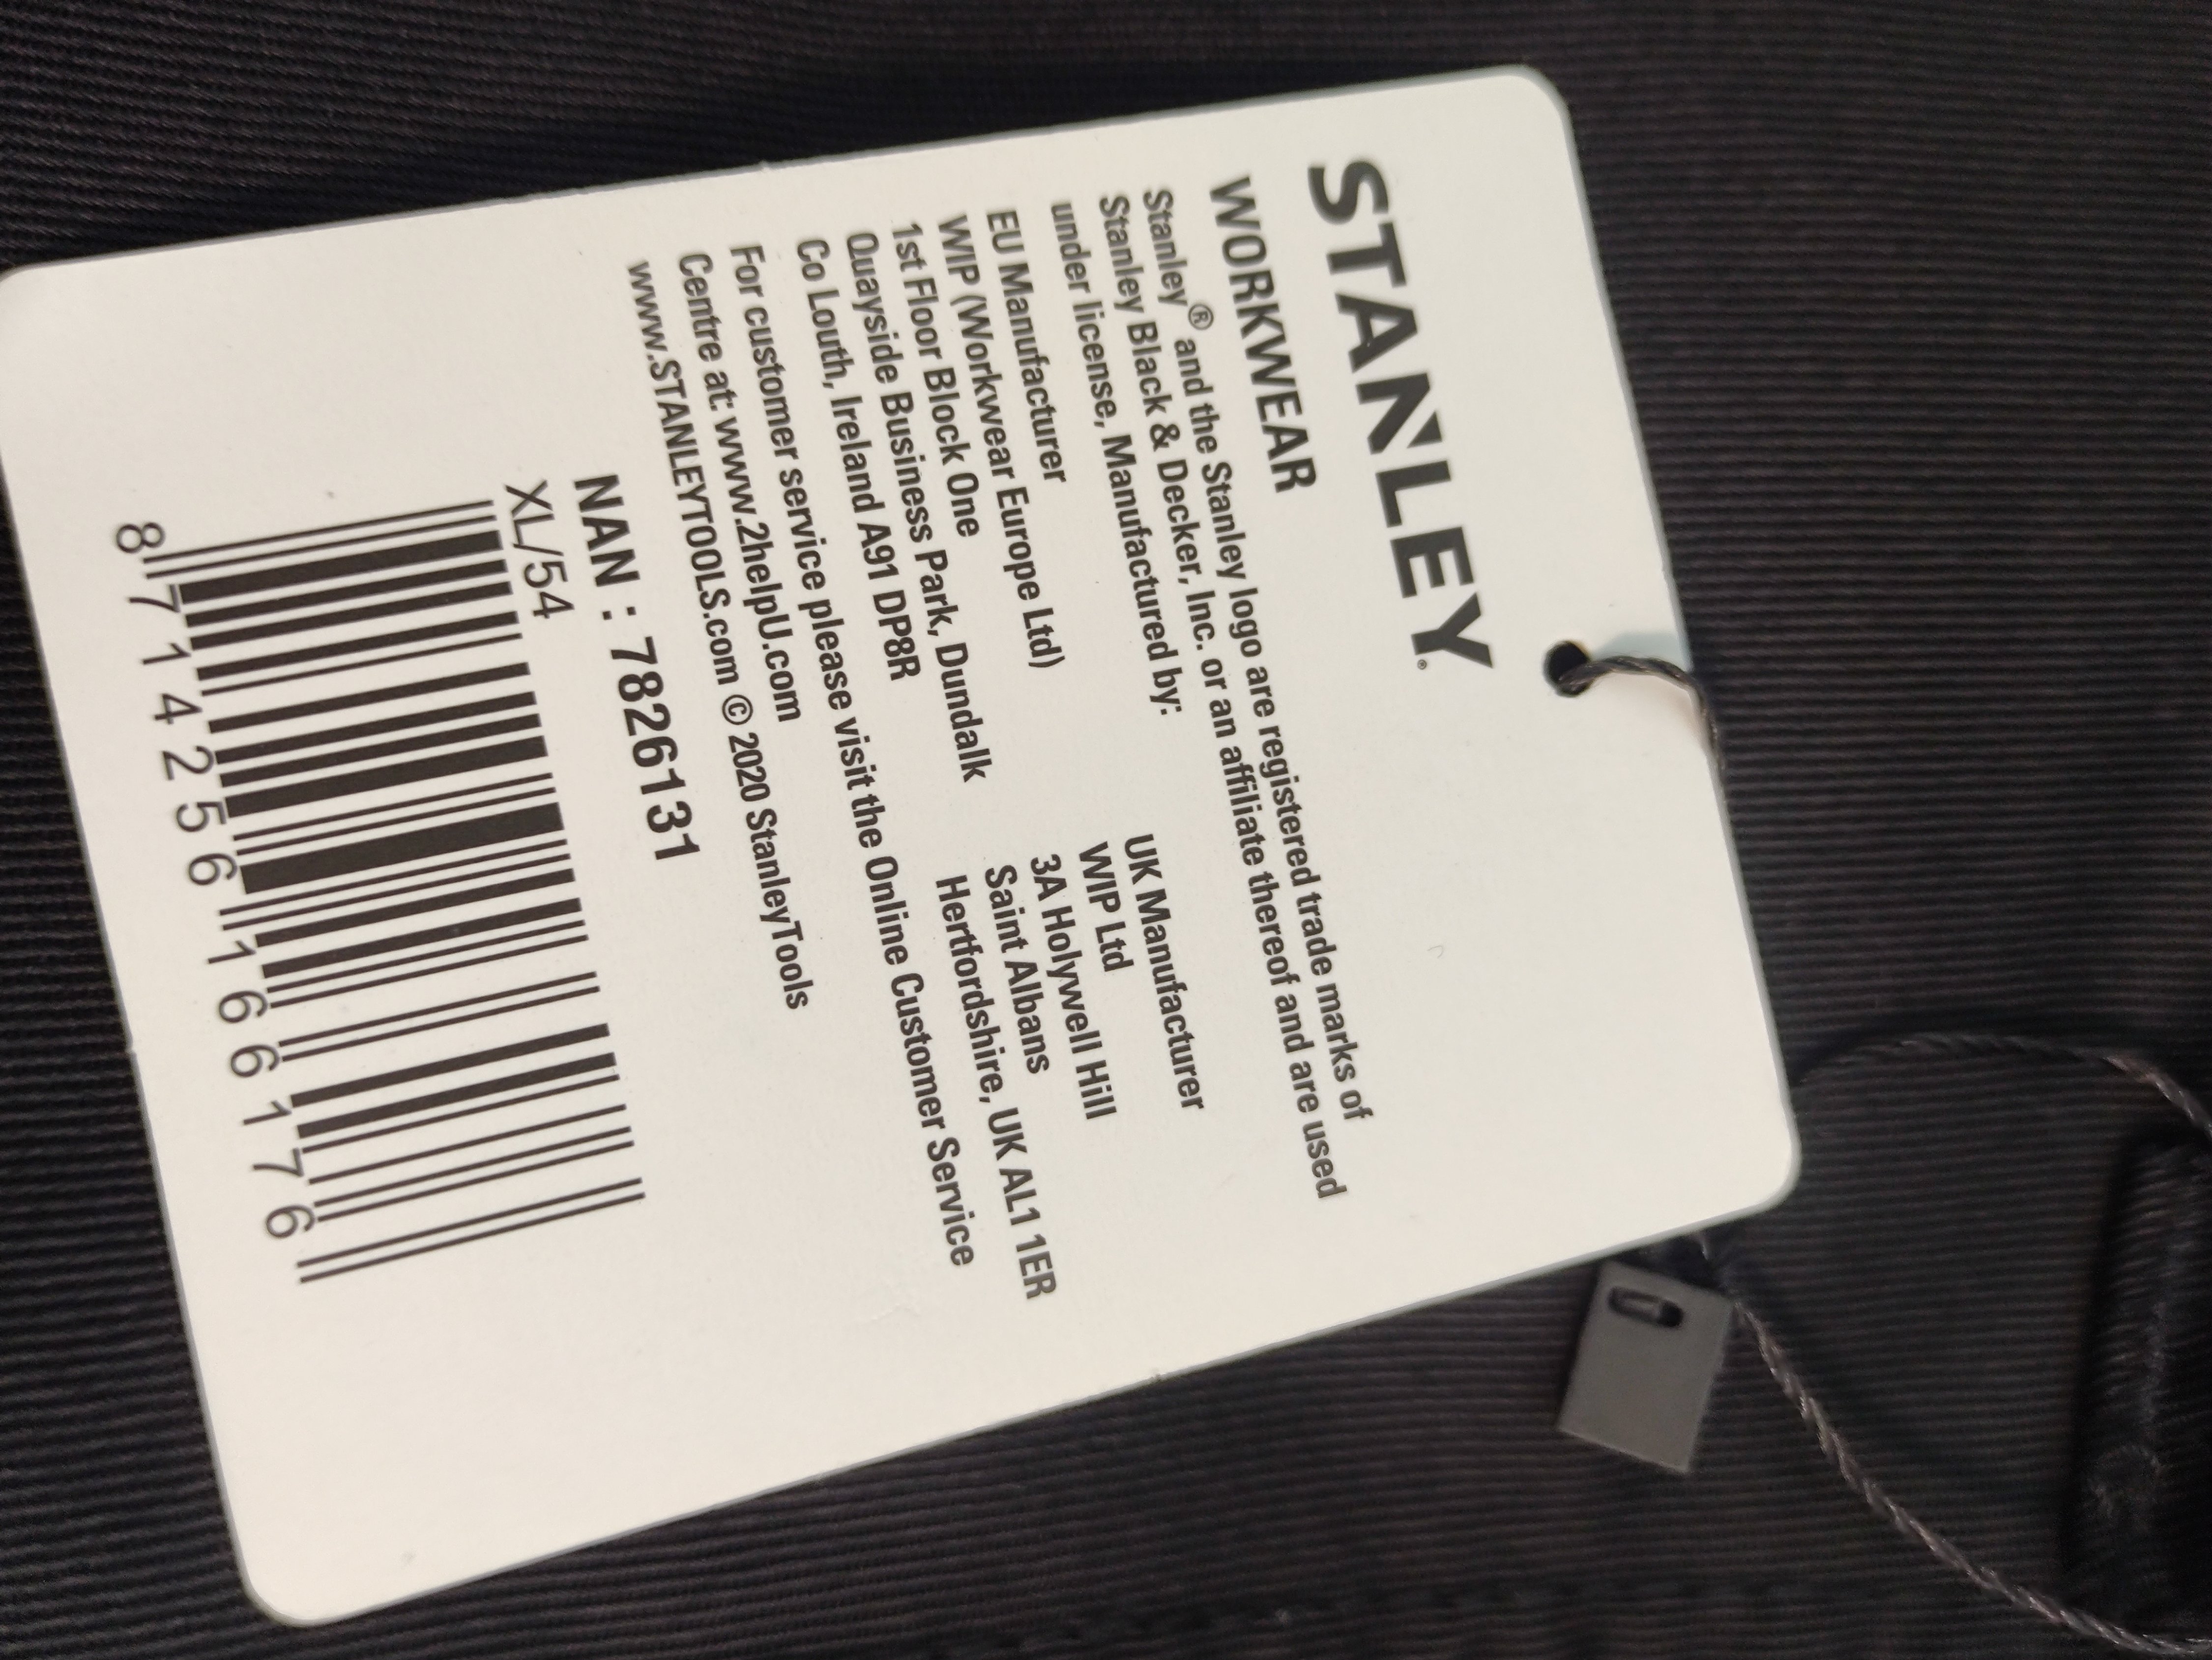 STANLEY
WORKWEAR
Stanley® and the Stanley logo are registered trade marks of
Stanley Black & Decker, Inc. or an affiliate thereof and are used
under license, Manufactured by:
EU Manufacturer
WIP (Workwear Europe Ltd)
1st Floor Block One
Quayside Business Park, Dundalk
Co Louth, Ireland A91 DP8R
UK Manufacturer
WIP Ltd
3A Holywell Hill
Saint Albans
Hertfordshire, UK AL1 1ER
For customer service please visit the Online Customer Service
Centre at: www.2helpU.com
www.STANLEYTOOLS.com © 2020 StanleyTools
NAN : 7826131
XL/54
8 714256 166176